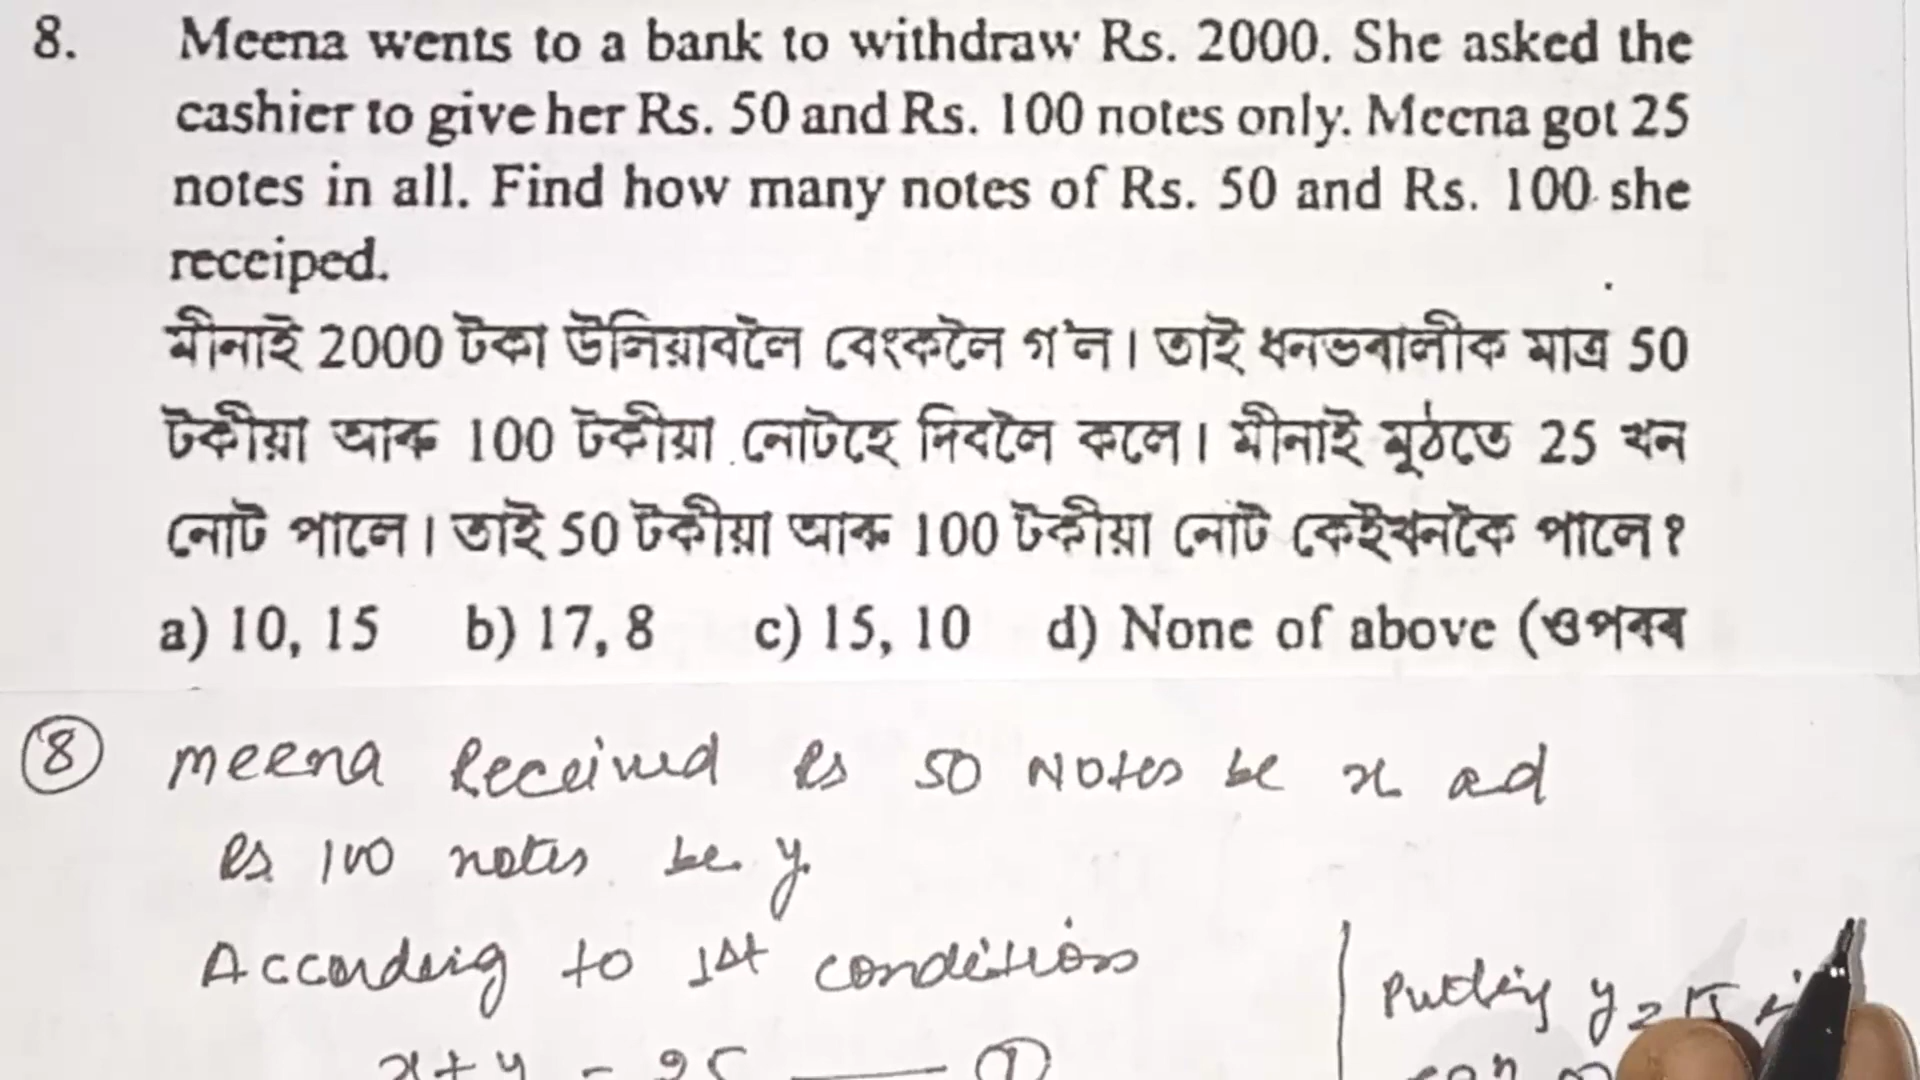 8. Meena wents to a bank to withdraw Rs. 2000. She asked the
cashier to give her Rs. 50 and Rs. 100 notes only. Meena got 25
notes in all. Find how many notes of Rs. 50 and Rs. 100 she
receiped.
মীনাই 2000 টকা উলিয়াবলৈ বেংকলৈ গ'ল। তাই ধনভৰালীক মাত্ৰ 50
টকীয়া আৰু 100 টকীয়া নোটহে দিবলৈ কলে। মীনাই মুঠতে 25 খন
নোট পালে। তাই 50 টকীয়া আৰু 100 টকীয়া নোট কেইখনকৈ পালে?
a) 10, 15 b) 17, 8 c) 15, 10 d) None of above (ওপৰৰ
8 Meena Received Rs 50 Notes be x ad
Rs 100 notes be y.
According to 1st conditions
x + y = 25 — 1
Putting y = 15